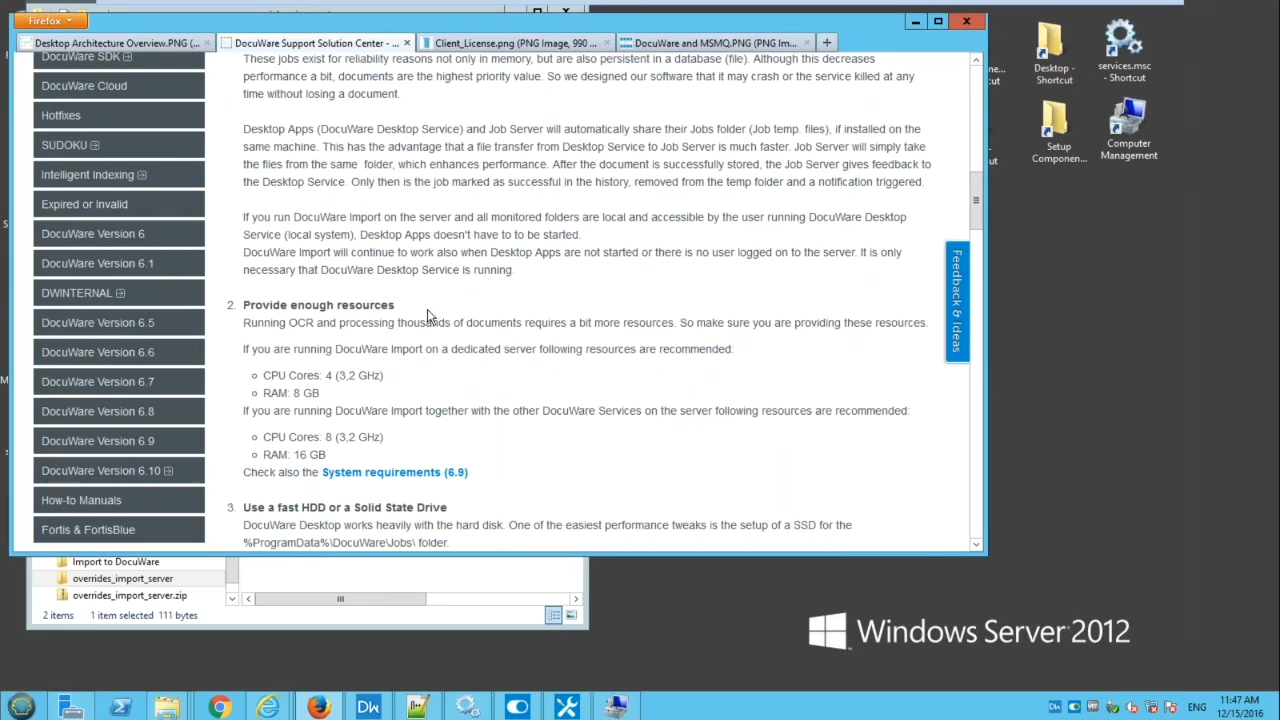 Firefox
Desktop Architecture Overview.PNG (...
DocuWare Support Solution Center - ...
Client_License.png (PNG Image, 990 ...
DocuWare and MSMQ.PNG (PNG Im...
DocuWare SDK
DocuWare Cloud
Hotfixes
SUDOKU
Intelligent Indexing
Expired or Invalid
DocuWare Version 6
DocuWare Version 6.1
DWINTERNAL
DocuWare Version 6.5
DocuWare Version 6.6
DocuWare Version 6.7
DocuWare Version 6.8
DocuWare Version 6.9
DocuWare Version 6.10
How-to Manuals
Fortis & FortisBlue
These jobs exist for reliability reasons not only in memory, but are also persistent in a database (file). Although this decreases
performance a bit, documents are the highest priority value. So we designed our software that it may crash or the service killed at any
time without losing a document.
Desktop Apps (DocuWare Desktop Service) and Job Server will automatically share their Jobs folder (Job temp. files), if installed on the
same machine. This has the advantage that a file transfer from Desktop Service to Job Server is much faster. Job Server will simply take
the files from the same folder, which enhances performance. After the document is successfully stored, the Job Server gives feedback to
the Desktop Service. Only then is the job marked as successful in the history, removed from the temp folder and a notification triggered.
If you run DocuWare Import on the server and all monitored folders are local and accessible by the user running DocuWare Desktop
Service (local system), Desktop Apps doesn't have to to be started.
DocuWare Import will continue to work also when Desktop Apps are not started or there is no user logged on to the server. It is only
necessary that DocuWare Desktop Service is running.
2. Provide enough resources
Running OCR and processing thousands of documents requires a bit more resources. So make sure you are providing these resources.
If you are running DocuWare Import on a dedicated server following resources are recommended:
CPU Cores: 4 (3,2 GHz)
RAM: 8 GB
If you are running DocuWare Import together with the other DocuWare Services on the server following resources are recommended:
CPU Cores: 8 (3,2 GHz)
RAM: 16 GB
Check also the System requirements (6.9)
3. Use a fast HDD or a Solid State Drive
DocuWare Desktop works heavily with the hard disk. One of the easiest performance tweaks is the setup of a SSD for the
%ProgramData%\DocuWare\Jobs\ folder.
Feedback & Ideas
ne...
cut
Desktop -
Shortcut
services.msc
- Shortcut
Setup
Componen...
Computer
Management
Import to DocuWare
overrides_import_server
overrides_import_server.zip
2 items 1 item selected 111 bytes
Windows Server 2012
Dw
ENG
11:47 AM
12/15/2016